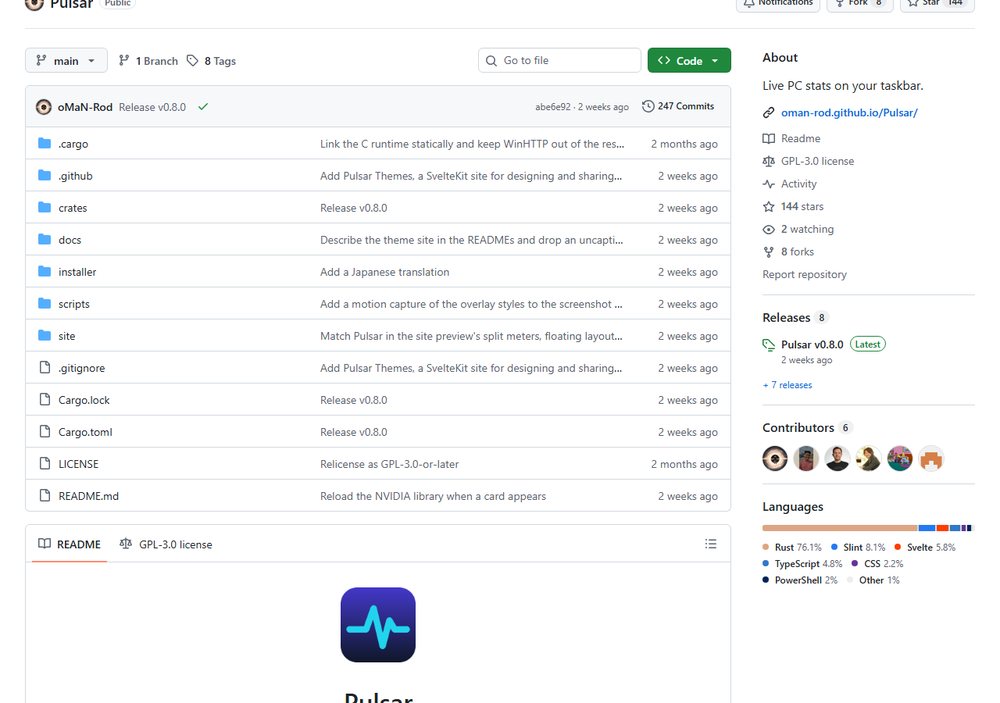 Pulsar Public
Notifications Fork 8 Star 144
main 1 Branch 8 Tags Go to file Code
oMaN-Rod Release v0.8.0 abe6e92 · 2 weeks ago 247 Commits
.cargo Link the C runtime statically and keep WinHTTP out of the res... 2 months ago
.github Add Pulsar Themes, a SvelteKit site for designing and sharing... 2 weeks ago
crates Release v0.8.0 2 weeks ago
docs Describe the theme site in the READMEs and drop an uncapti... 2 weeks ago
installer Add a Japanese translation 2 weeks ago
scripts Add a motion capture of the overlay styles to the screenshot ... 2 weeks ago
site Match Pulsar in the site preview's split meters, floating layout... 2 weeks ago
.gitignore Add Pulsar Themes, a SvelteKit site for designing and sharing... 2 weeks ago
Cargo.lock Release v0.8.0 2 weeks ago
Cargo.toml Release v0.8.0 2 weeks ago
LICENSE Relicense as GPL-3.0-or-later 2 months ago
README.md Reload the NVIDIA library when a card appears 2 weeks ago
README GPL-3.0 license
Pulsar
About
Live PC stats on your taskbar.
oman-rod.github.io/Pulsar/
Readme
GPL-3.0 license
Activity
144 stars
2 watching
8 forks
Report repository
Releases 8
Pulsar v0.8.0 Latest
2 weeks ago
+ 7 releases
Contributors 6
Languages
Rust 76.1% Slint 8.1% Svelte 5.8%
TypeScript 4.8% CSS 2.2%
PowerShell 2% Other 1%